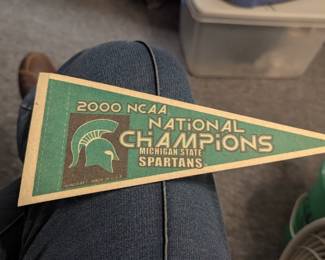 2000 NCAA
NATIONAL
CHAMPIONS
MICHIGAN STATE
SPARTANS